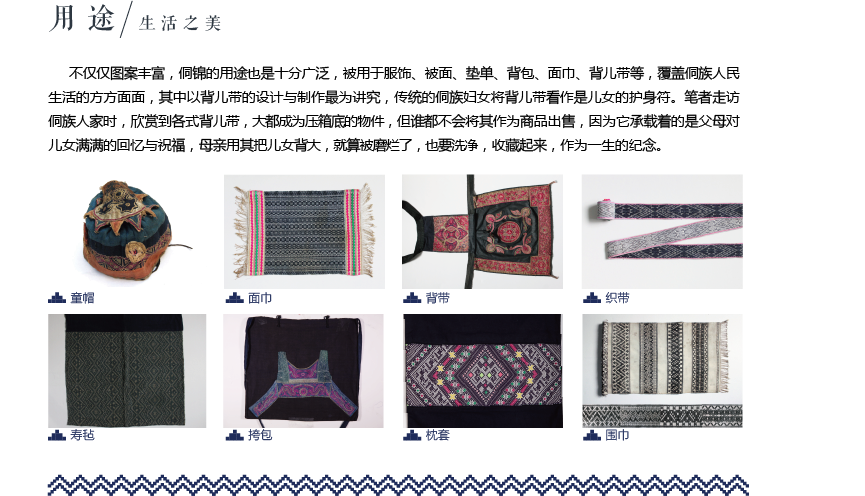 用途/生活之美
不仅仅图案丰富，侗锦的用途也是十分广泛，被用于服饰、被面、垫单、背包、面巾、背儿带等，覆盖侗族人民
生活的方方面面，其中以背儿带的设计与制作最为讲究，传统的侗族妇女将背儿带看作是儿女的护身符。笔者走访
侗族人家时，欣赏到各式背儿带，大都成为压箱底的物件，但谁都不会将其作为商品出售，因为它承载着的是父母对
儿女满满的回忆与祝福，母亲用其把儿女背大，就算被磨烂了，也要洗净，收藏起来，作为一生的纪念。
童帽
面巾
背带
织带
寿毡
挎包
枕套
围巾